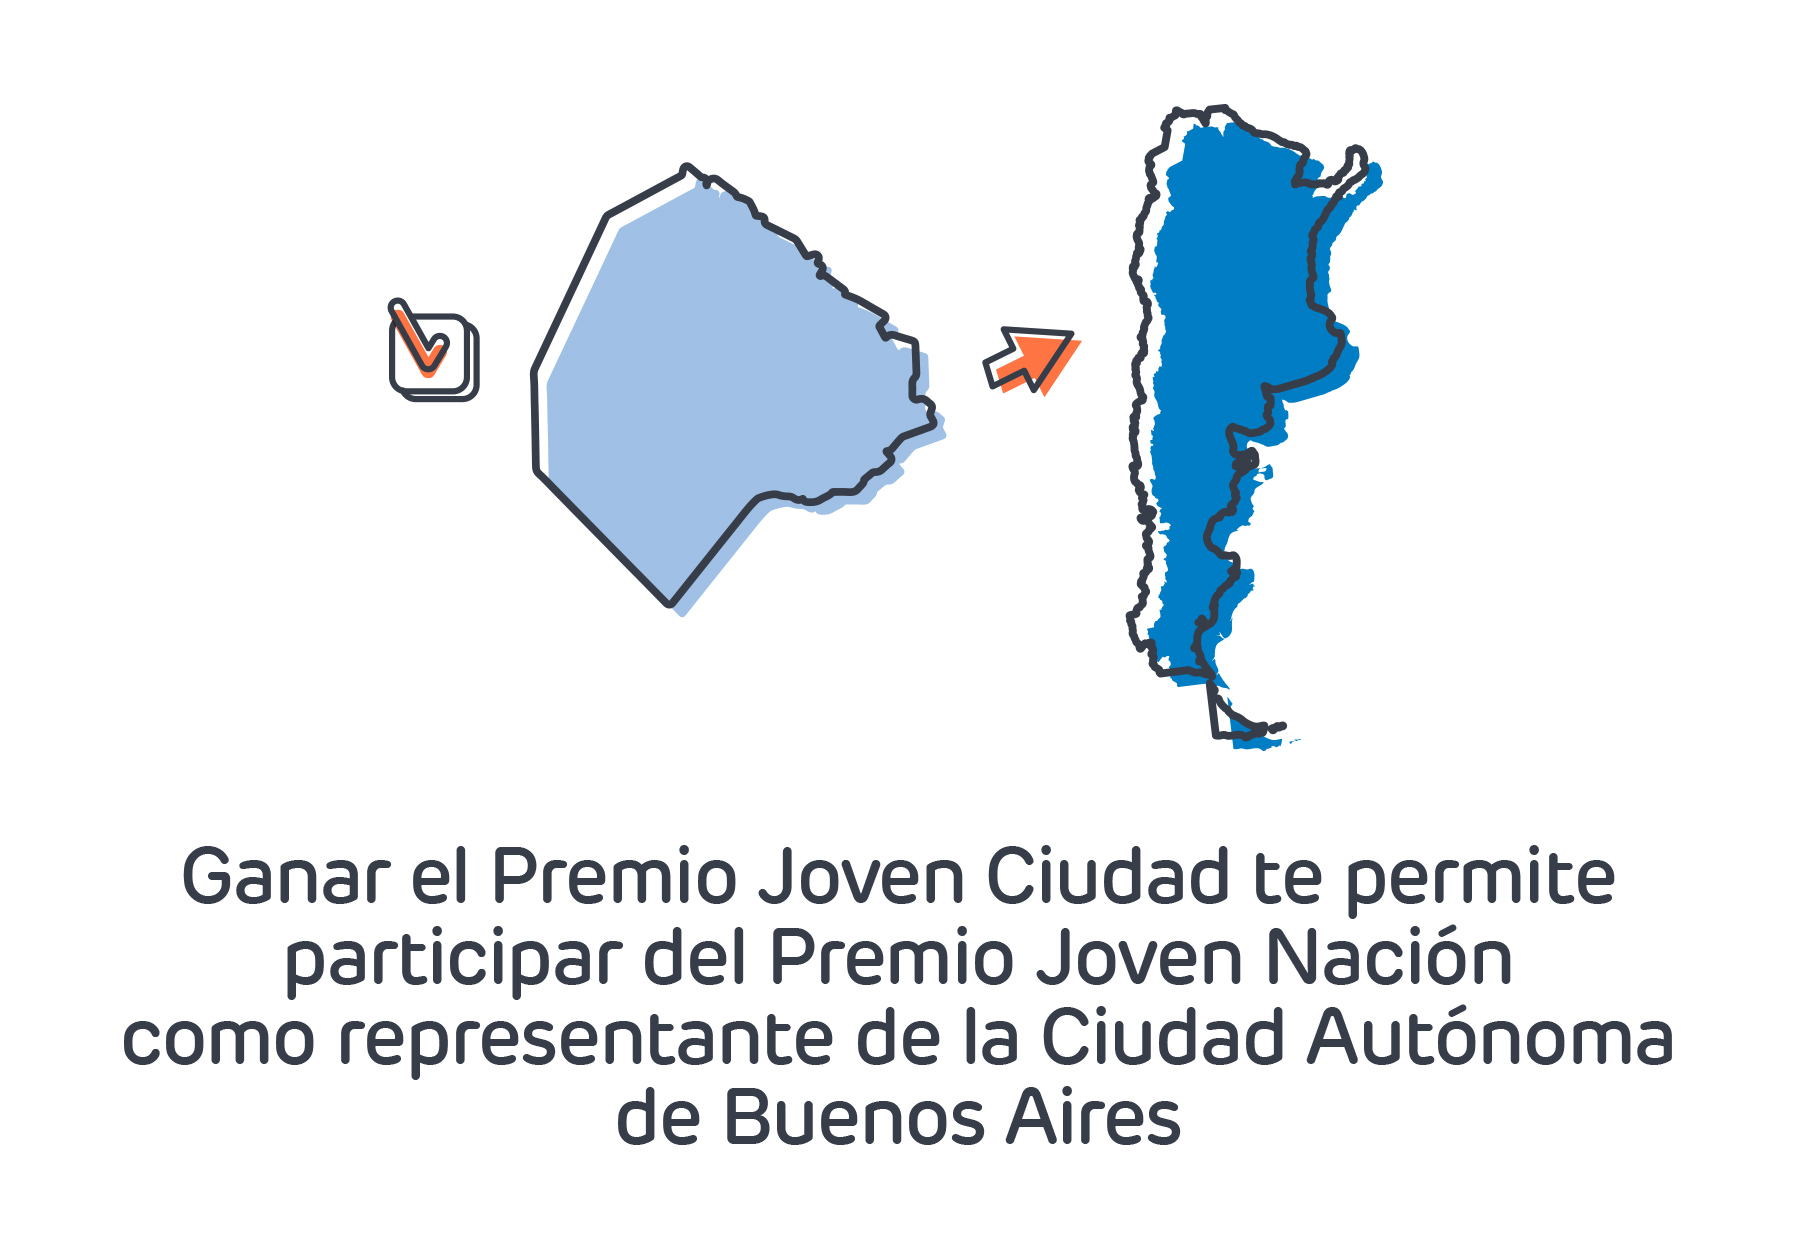 Ganar el Premio Joven Ciudad te permite
participar del Premio Joven Nación
como representante de la Ciudad Autónoma
de Buenos Aires